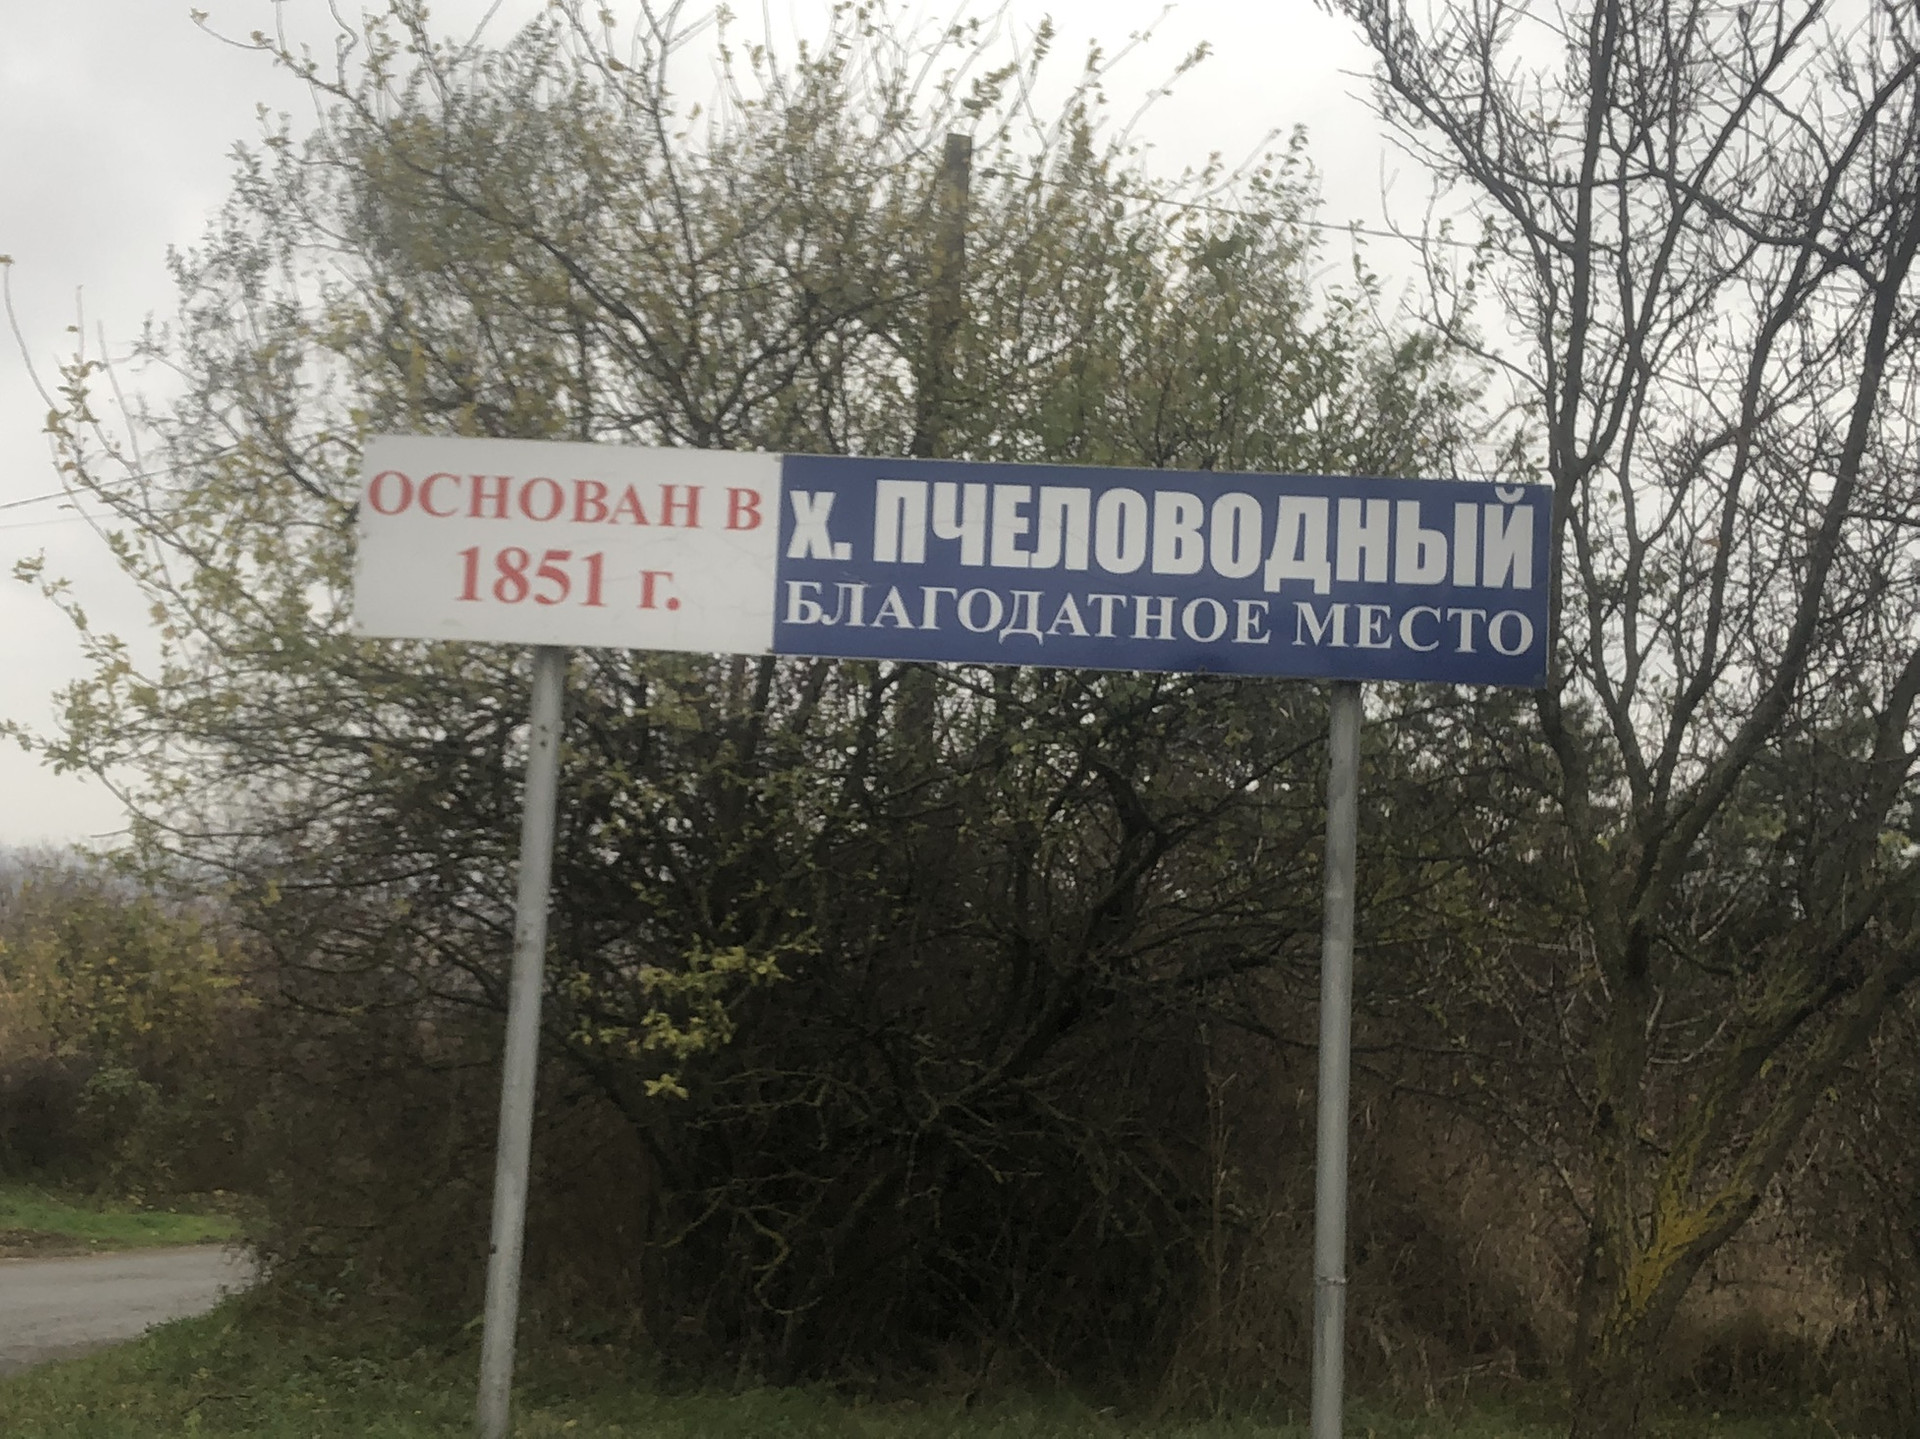 ОСНОВАН В
1851 г.
х. ПЧЕЛОВОДНЫЙ
БЛАГОДАТНОЕ МЕСТО